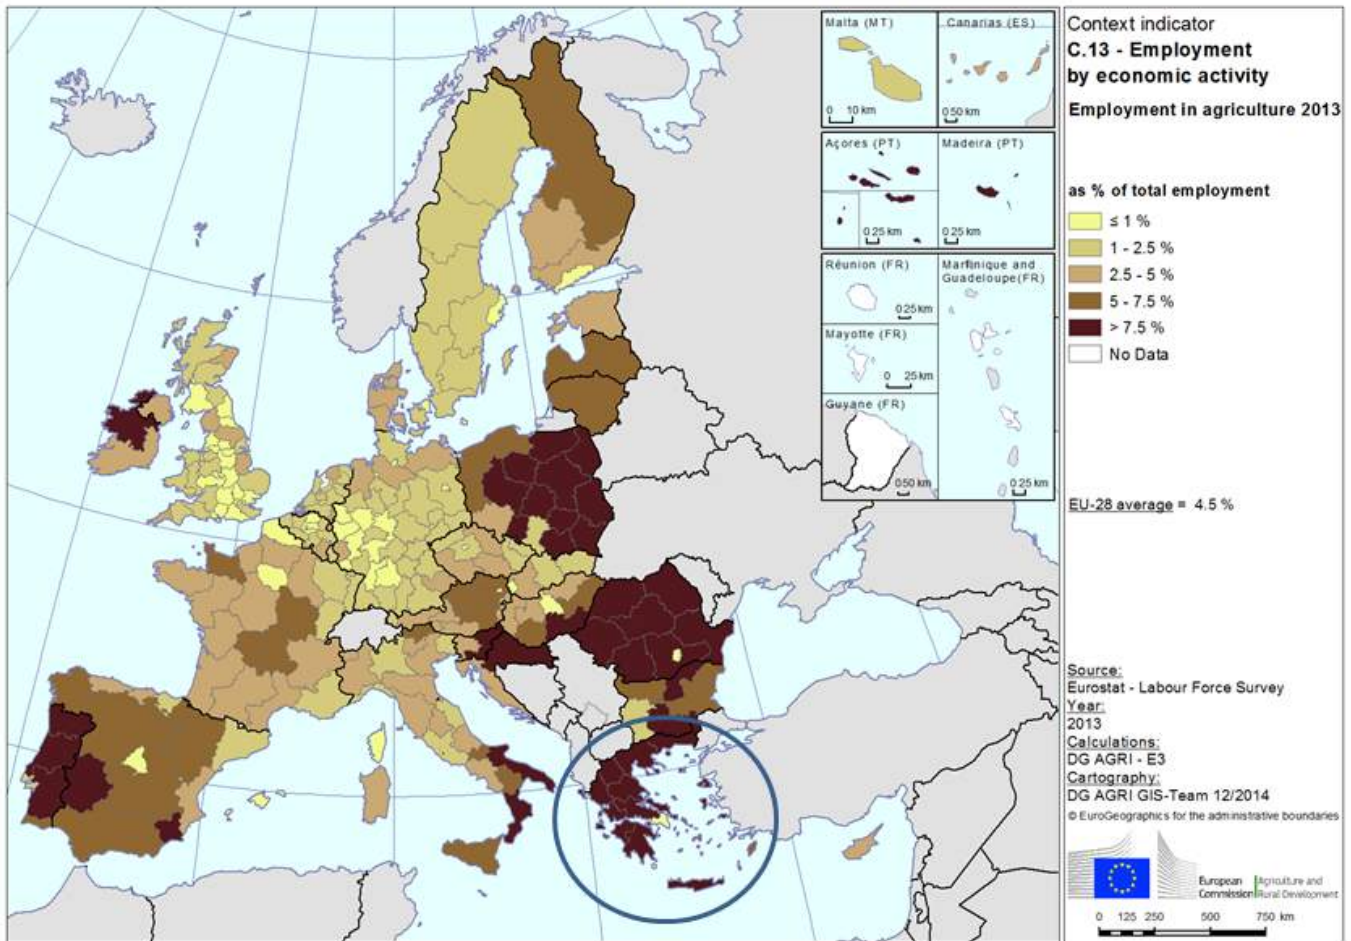 Malta (MT)
0 10 km
Canarias (ES)
0 50 km
Açores (PT)
0 25 km
Madeira (PT)
0 25 km
Réunion (FR)
0 25 km
Mayotte (FR)
0 25 km
Guyane (FR)
0 50 km
Martinique and
Guadeloupe(FR)
0 25 km
Context indicator
C.13 - Employment
by economic activity
Employment in agriculture 2013
as % of total employment
≤ 1 %
1 - 2.5 %
2.5 - 5 %
5 - 7.5 %
> 7.5 %
No Data
EU-28 average = 4.5 %
Source:
Eurostat - Labour Force Survey
Year:
2013
Calculations:
DG AGRI - E3
Cartography:
DG AGRI GIS-Team 12/2014
© EuroGeographics for the administrative boundaries
European
Commission
Agriculture and
Rural Development
0 125 250 500 750 km